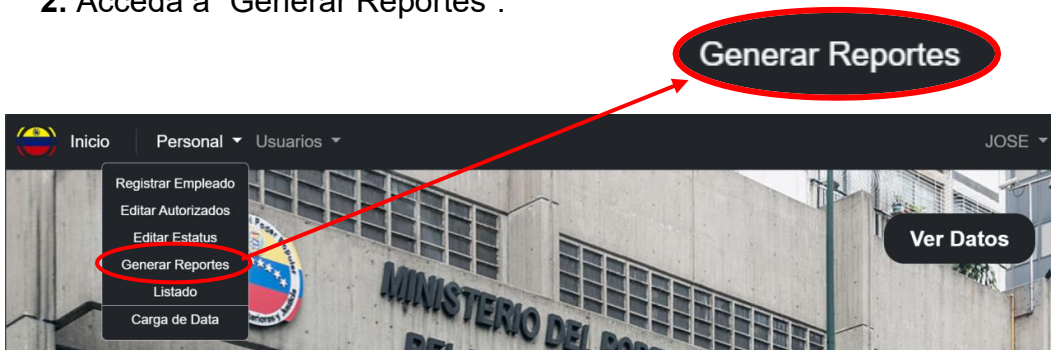 2. Acceda a "Generar Reportes".
Generar Reportes
Inicio Personal Usuarios JOSE
Registrar Empleado
Editar Autorizados
Editar Estatus
Generar Reportes
Listado
Carga de Data
Ver Datos
MINISTERIO DEL